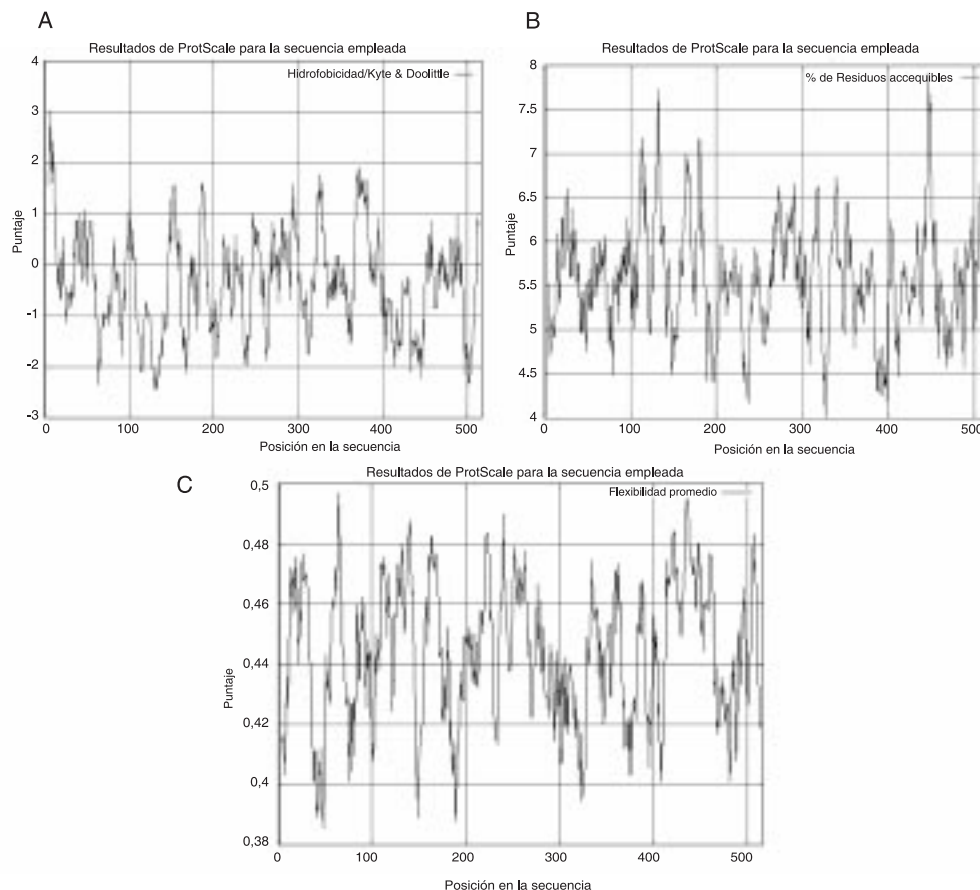 A
Resultados de ProtScale para la secuencia empleada
Hidrofobicidad/Kyte & Doolittle
4
3
2
1
0
-1
-2
-3
Puntaje
0 100 200 300 400 500
Posición en la secuencia
B
Resultados de ProtScale para la secuencia empleada
% de Residuos accequibles
8
7.5
7
6.5
6
5.5
5
4.5
4
Puntaje
0 100 200 300 400 500
Posición en la secuencia
C
Resultados de ProtScale para la secuencia empleada
Flexibilidad promedio
0,5
0,48
0,46
0,44
0,42
0,4
0,38
Puntaje
0 100 200 300 400 500
Posición en la secuencia